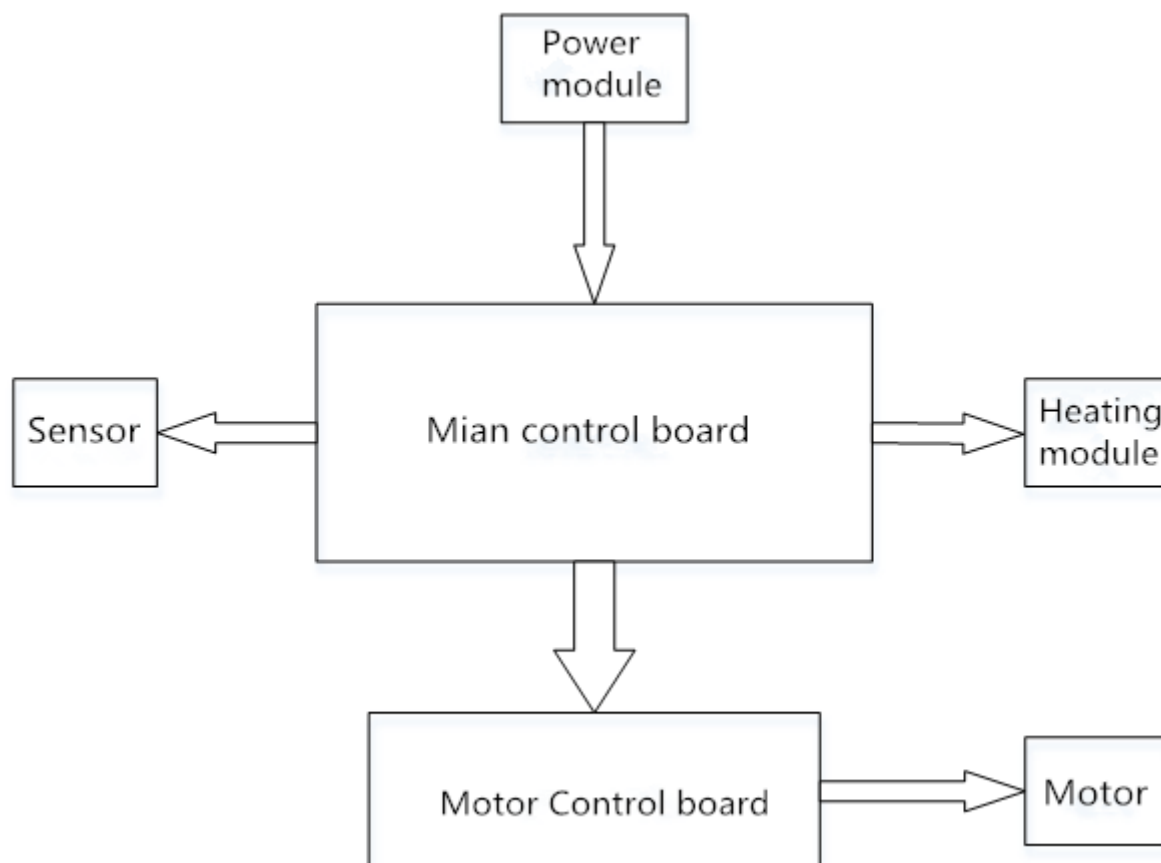 Power
module
Sensor
Mian control board
Heating
module
Motor Control board
Motor